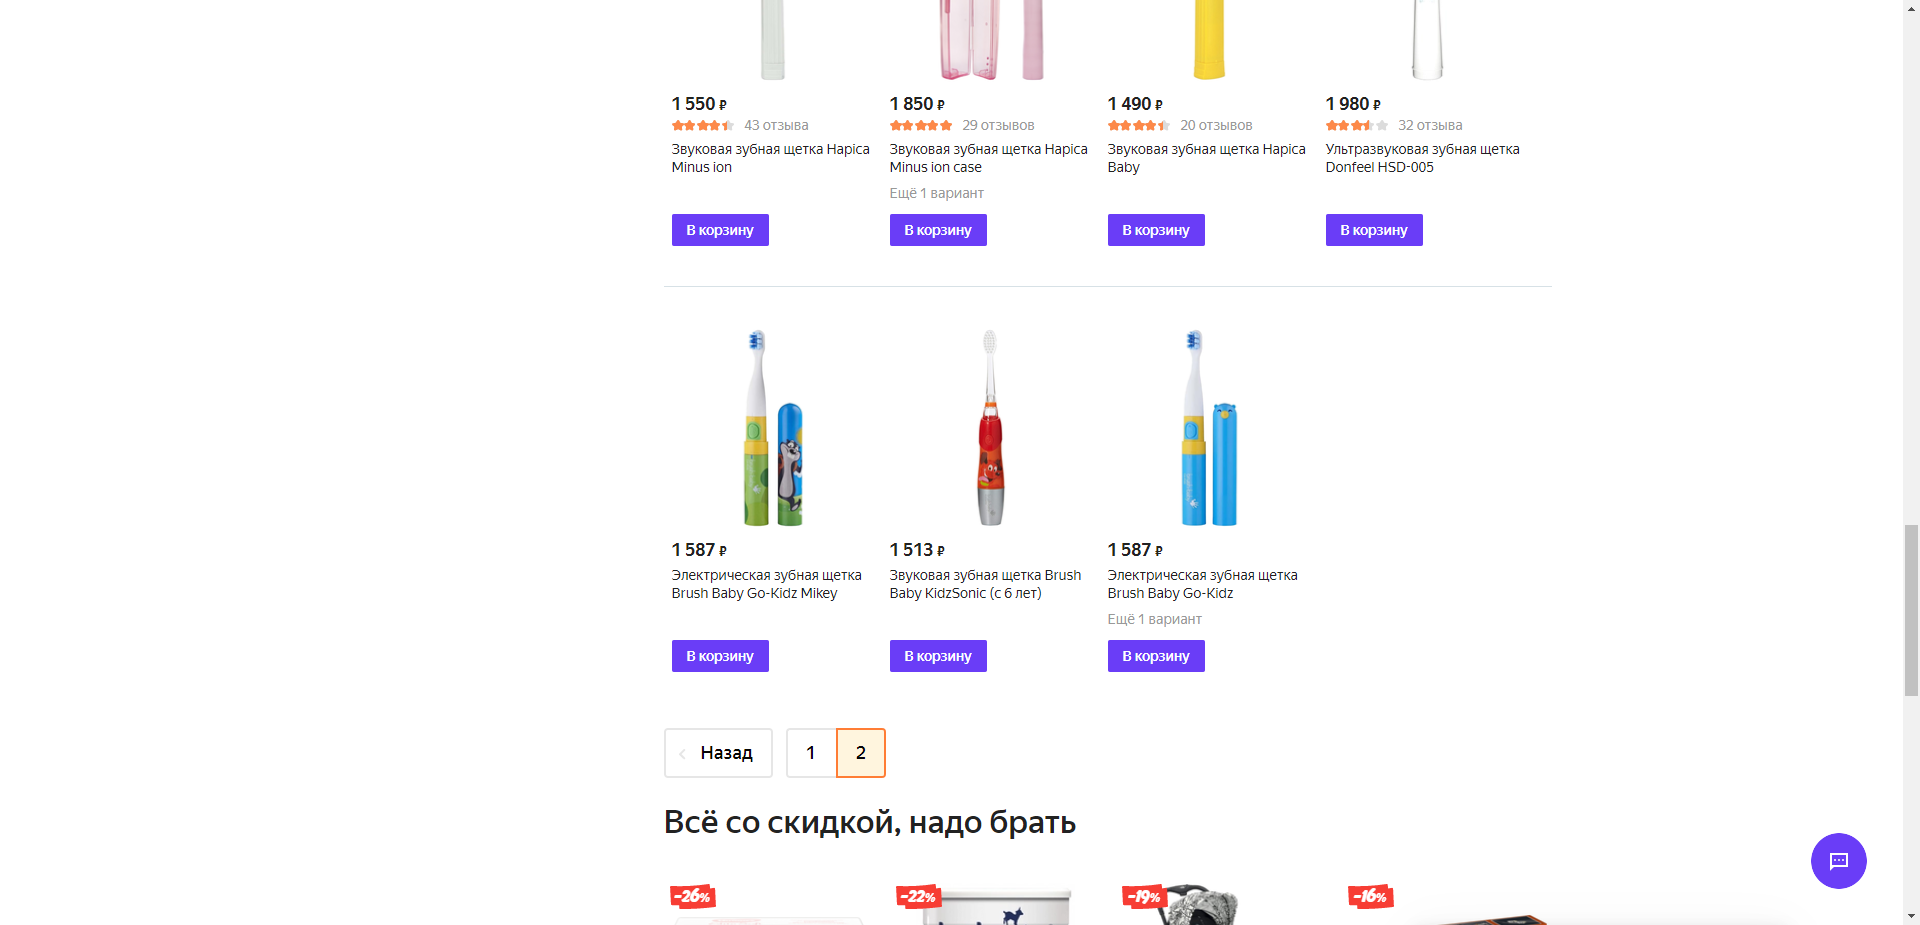 1 550 ₽
43 отзыва
Звуковая зубная щетка Hapica
Minus ion
В корзину
1 850 ₽
29 отзывов
Звуковая зубная щетка Hapica
Minus ion case
Ещё 1 вариант
В корзину
1 490 ₽
20 отзывов
Звуковая зубная щетка Hapica
Baby
В корзину
1 980 ₽
32 отзыва
Ультразвуковая зубная щетка
Donfeel HSD-005
В корзину
1 587 ₽
Электрическая зубная щетка
Brush Baby Go-Kidz Mikey
В корзину
1 513 ₽
Звуковая зубная щетка Brush
Baby KidzSonic (с 6 лет)
В корзину
1 587 ₽
Электрическая зубная щетка
Brush Baby Go-Kidz
Ещё 1 вариант
В корзину
Назад
1
2
Всё со скидкой, надо брать
-26%
-22%
-19%
-16%